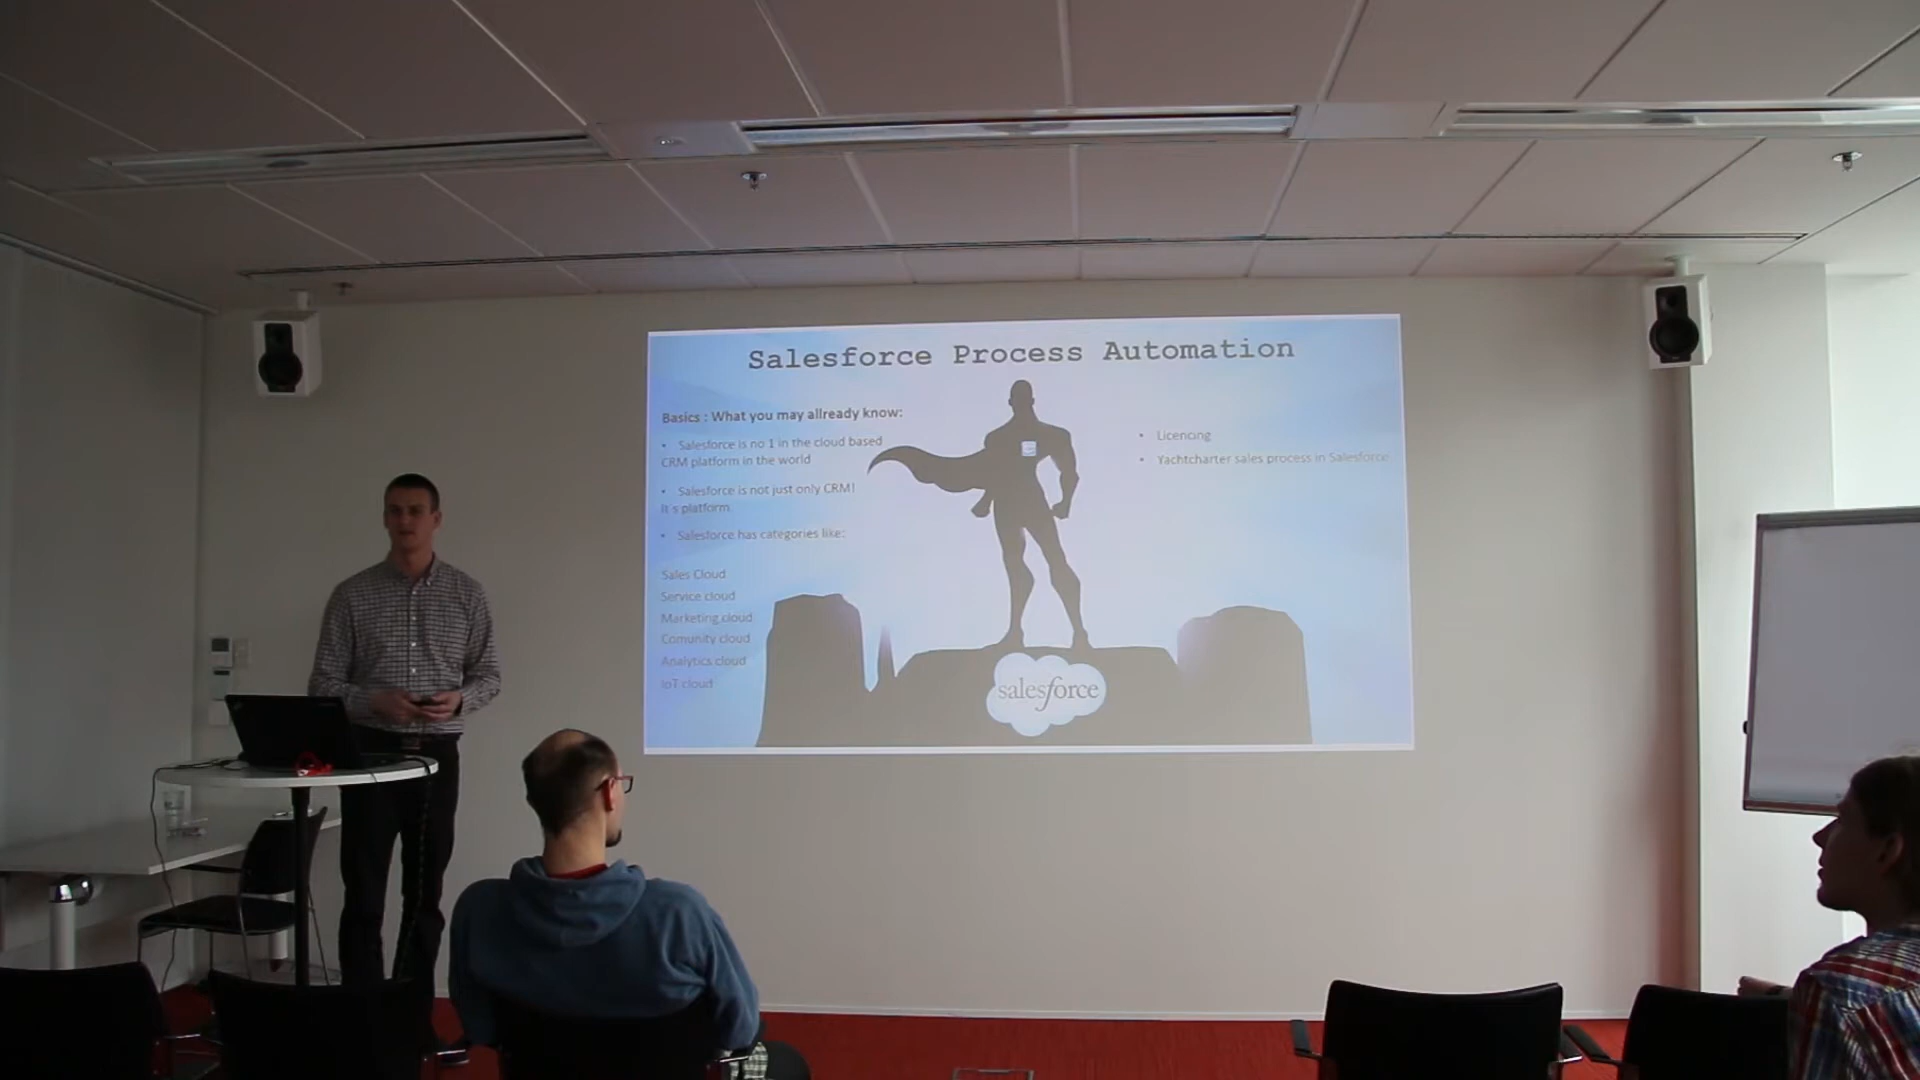 Salesforce Process Automation
Basics : What you may allready know:
• Salesforce is no 1 in the cloud based
CRM platform in the world
• Salesforce is not just only CRM!
It´s platform
• Salesforce has categories like:
Sales Cloud
Service cloud
Marketing cloud
Comunity cloud
Analytics cloud
IoT cloud
• Licencing
• Yachtcharter sales process in Salesforce
salesforce